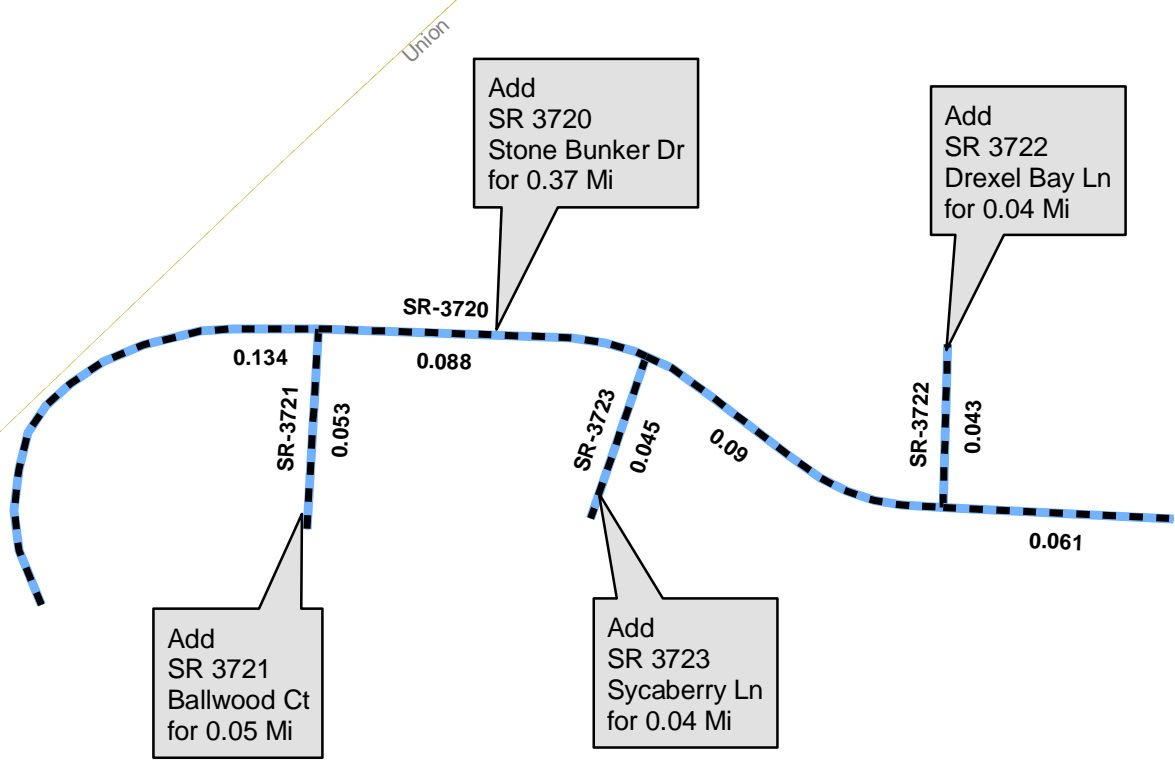 Union
Add
SR 3720
Stone Bunker Dr
for 0.37 Mi
Add
SR 3722
Drexel Bay Ln
for 0.04 Mi
SR-3720
0.134
0.088
SR-3721
0.053
SR-3723
0.045
0.09
SR-3722
0.043
0.061
Add
SR 3721
Ballwood Ct
for 0.05 Mi
Add
SR 3723
Sycaberry Ln
for 0.04 Mi